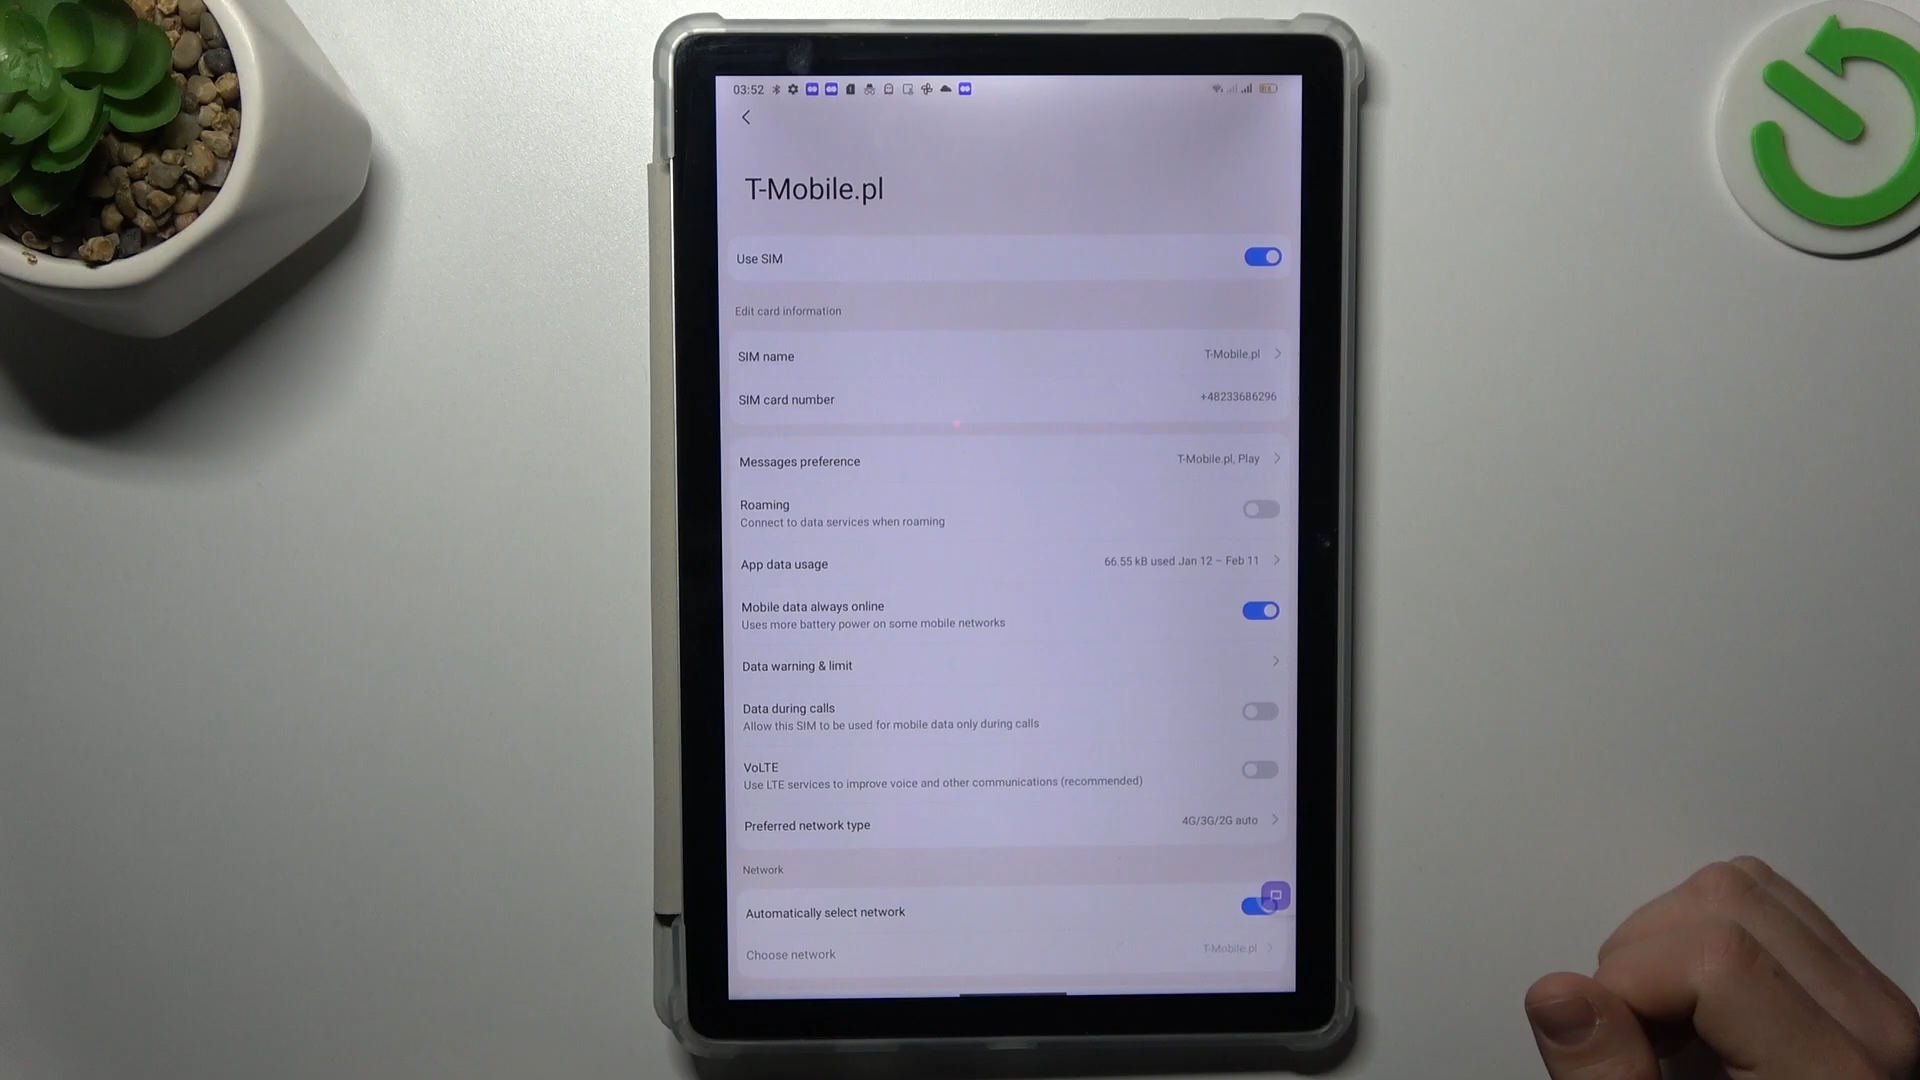 03:52
T-Mobile.pl
Use SIM
Edit card information
SIM name T-Mobile.pl
SIM card number +48233686296
Messages preference T-Mobile.pl, Play
Roaming
Connect to data services when roaming
App data usage 66.55 kB used Jan 12 – Feb 11
Mobile data always online
Uses more battery power on some mobile networks
Data warning & limit
Data during calls
Allow this SIM to be used for mobile data only during calls
VoLTE
Use LTE services to improve voice and other communications (recommended)
Preferred network type 4G/3G/2G auto
Network
Automatically select network
Choose network T-Mobile.pl